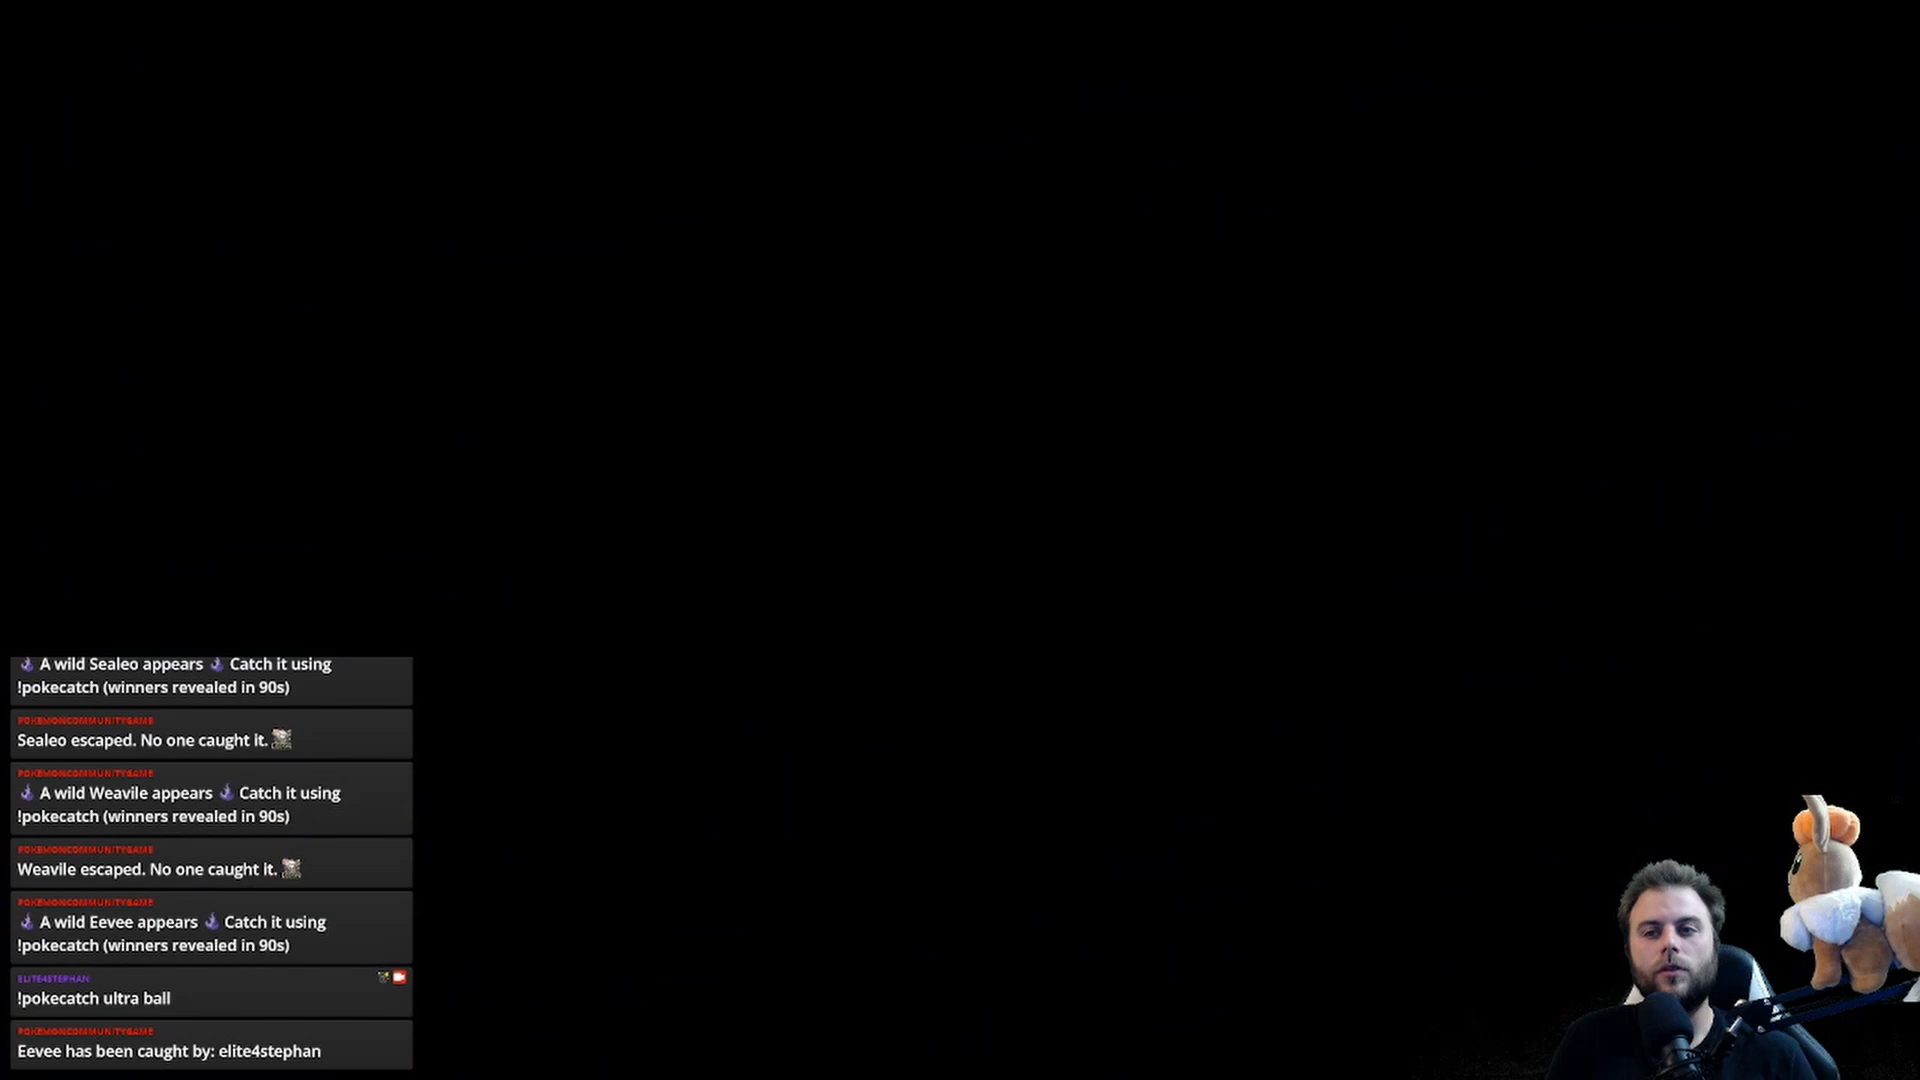 A wild Sealeo appears Catch it using
!pokecatch (winners revealed in 90s)
POKEMONCOMMUNITYGAME
Sealeo escaped. No one caught it.
POKEMONCOMMUNITYGAME
A wild Weavile appears Catch it using
!pokecatch (winners revealed in 90s)
POKEMONCOMMUNITYGAME
Weavile escaped. No one caught it.
POKEMONCOMMUNITYGAME
A wild Eevee appears Catch it using
!pokecatch (winners revealed in 90s)
ELITE4STEPHAN
!pokecatch ultra ball
POKEMONCOMMUNITYGAME
Eevee has been caught by: elite4stephan